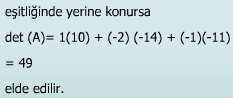 eşitliğinde yerine konursa
det (A)= 1(10) + (-2) (-14) + (-1)(-11)
= 49
elde edilir.